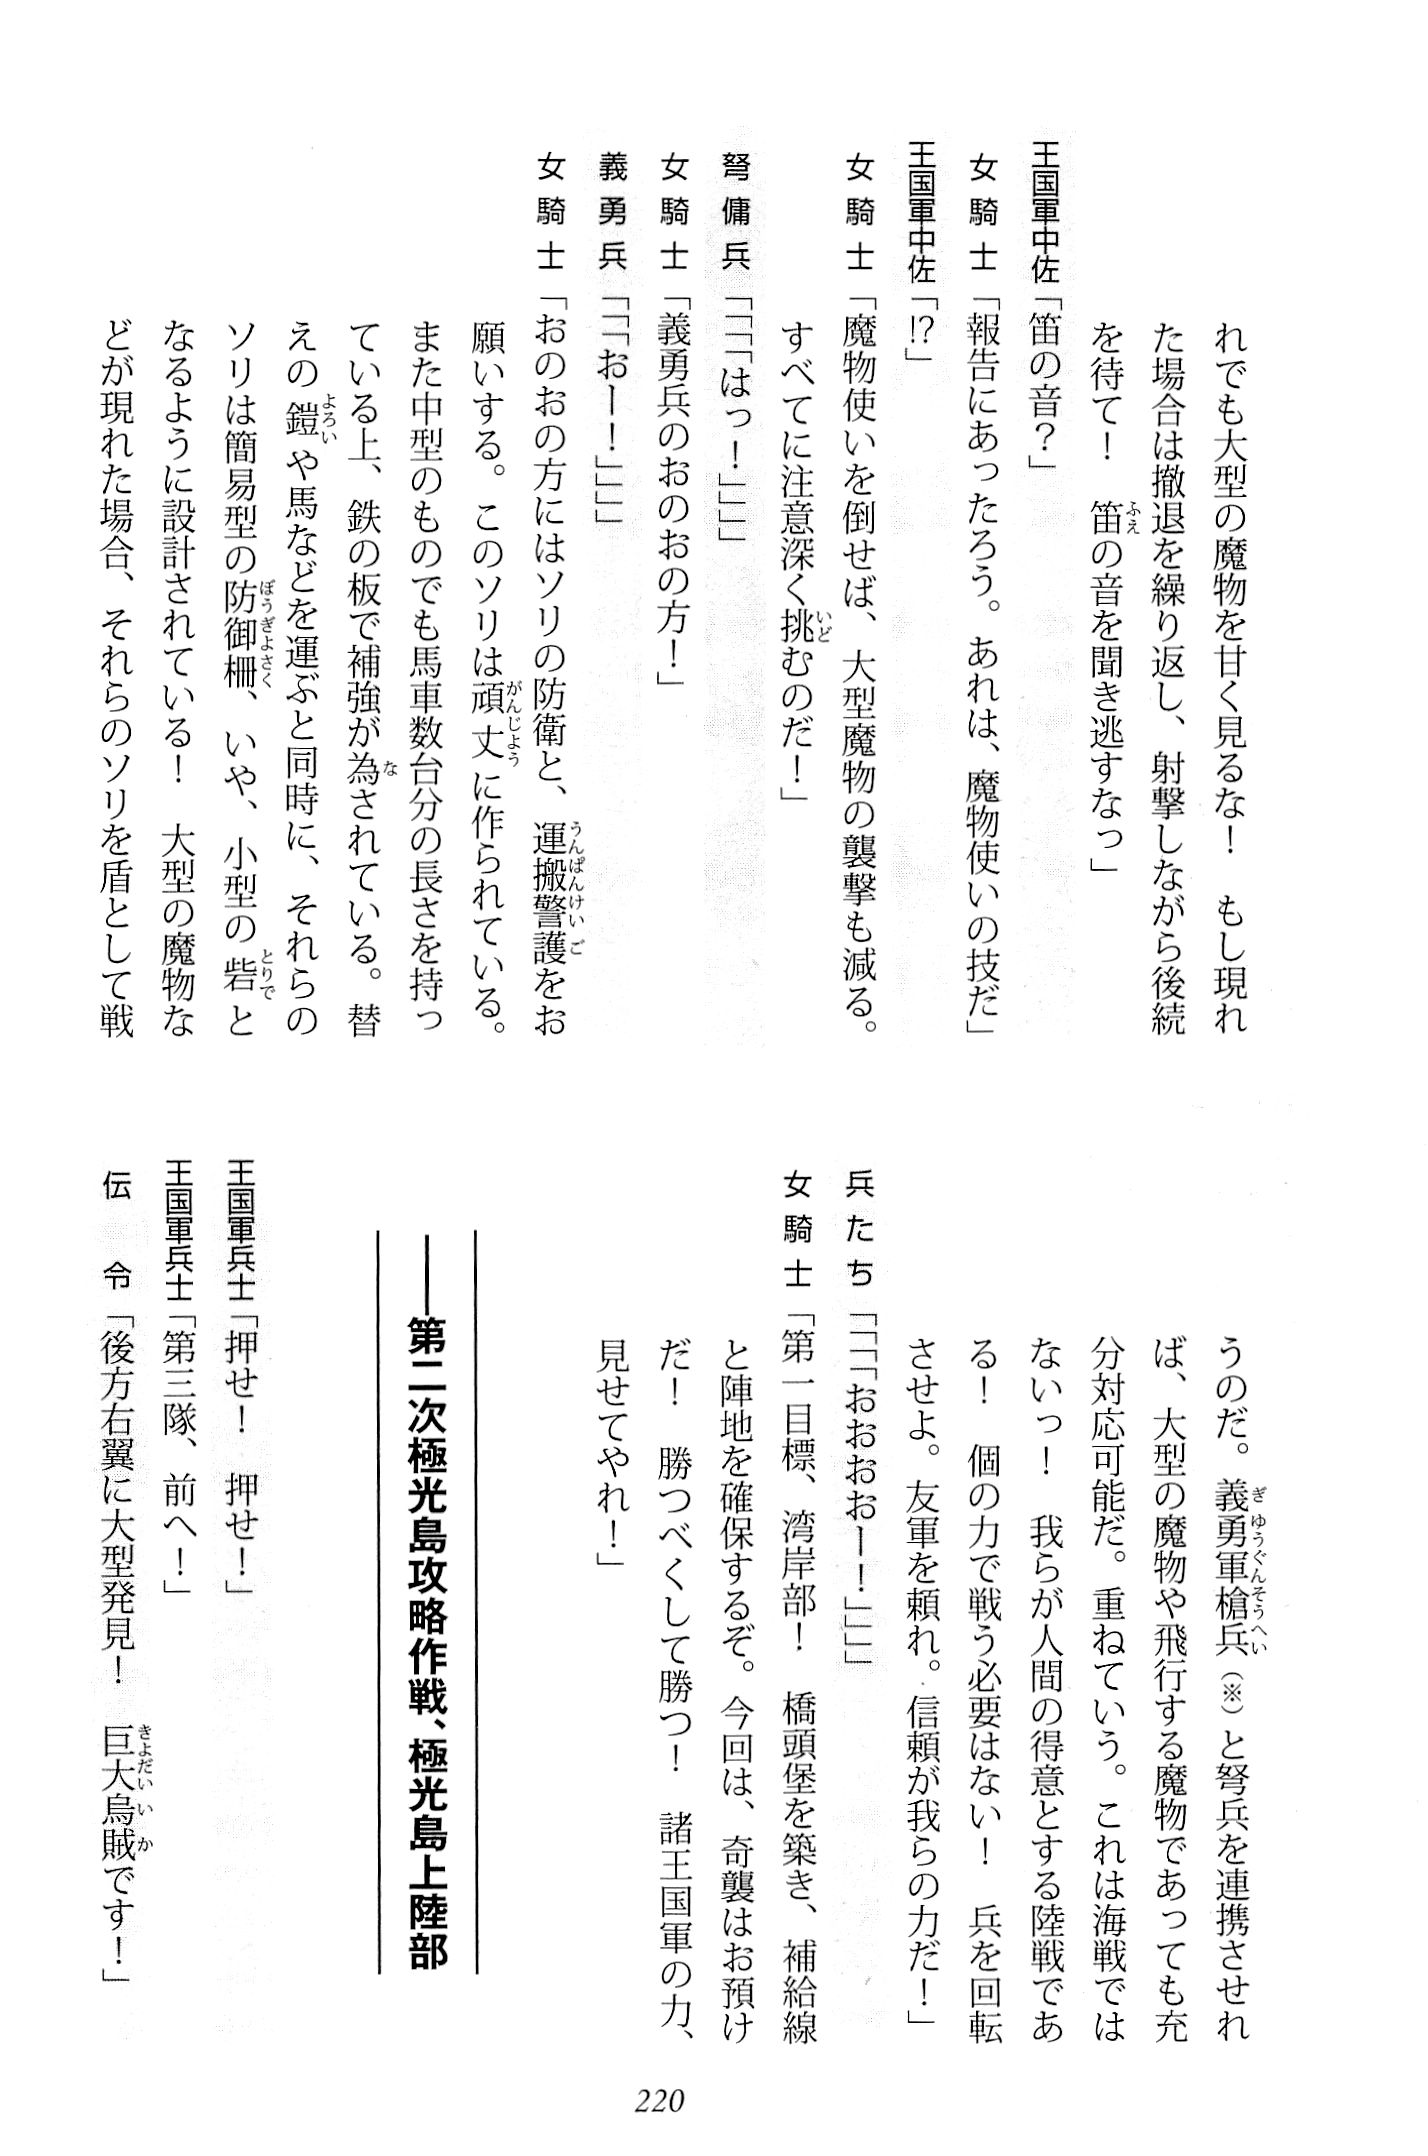 れでも大型の魔物を甘く見るな！　もし現れ
た場合は撤退を繰り返し、射撃しながら後続
を待て！　笛の音を聞き逃すなっ」
王国軍中佐「笛の音？」
女騎士「報告にあったろう。あれは、魔物使いの技だ」
王国軍中佐「!?」
女騎士「魔物使いを倒せば、大型魔物の襲撃も減る。
すべてに注意深く挑むのだ！」
弩傭兵「「「「はっ！」」」」
女騎士「義勇兵のおのおの方！」
義勇兵「「「おー！」」」」
女騎士「おのおの方にはソリの防衛と、運搬警護をお
願いする。このソリは頑丈に作られている。
また中型のものでも馬車数台分の長さを持っ
ている上、鉄の板で補強が為されている。替
えの鎧や馬などを運ぶと同時に、それらの
ソリは簡易型の防御柵、いや、小型の砦と
なるように設計されている！　大型の魔物な
どが現れた場合、それらのソリを盾として戦
うのだ。義勇軍槍兵（※）と弩兵を連携させれ
ば、大型の魔物や飛行する魔物であっても充
分対応可能だ。重ねていう。これは海戦では
ないっ！　我らが人間の得意とする陸戦であ
る！　個の力で戦う必要はない！　兵を回転
させよ。友軍を頼れ。信頼が我らの力だ！」
兵たち「「「「おおおお―！」」」」
女騎士「第一目標、湾岸部！　橋頭堡を築き、補給線
と陣地を確保するぞ。今回は、奇襲はお預け
だ！　勝つべくして勝つ！　諸王国軍の力、
見せてやれ！」
――第二次極光島攻略作戦、極光島上陸部
王国軍兵士「押せ！　押せ！」
王国軍兵士「第三隊、前へ！」
伝令「後方右翼に大型発見！　巨大烏賊です！」
220